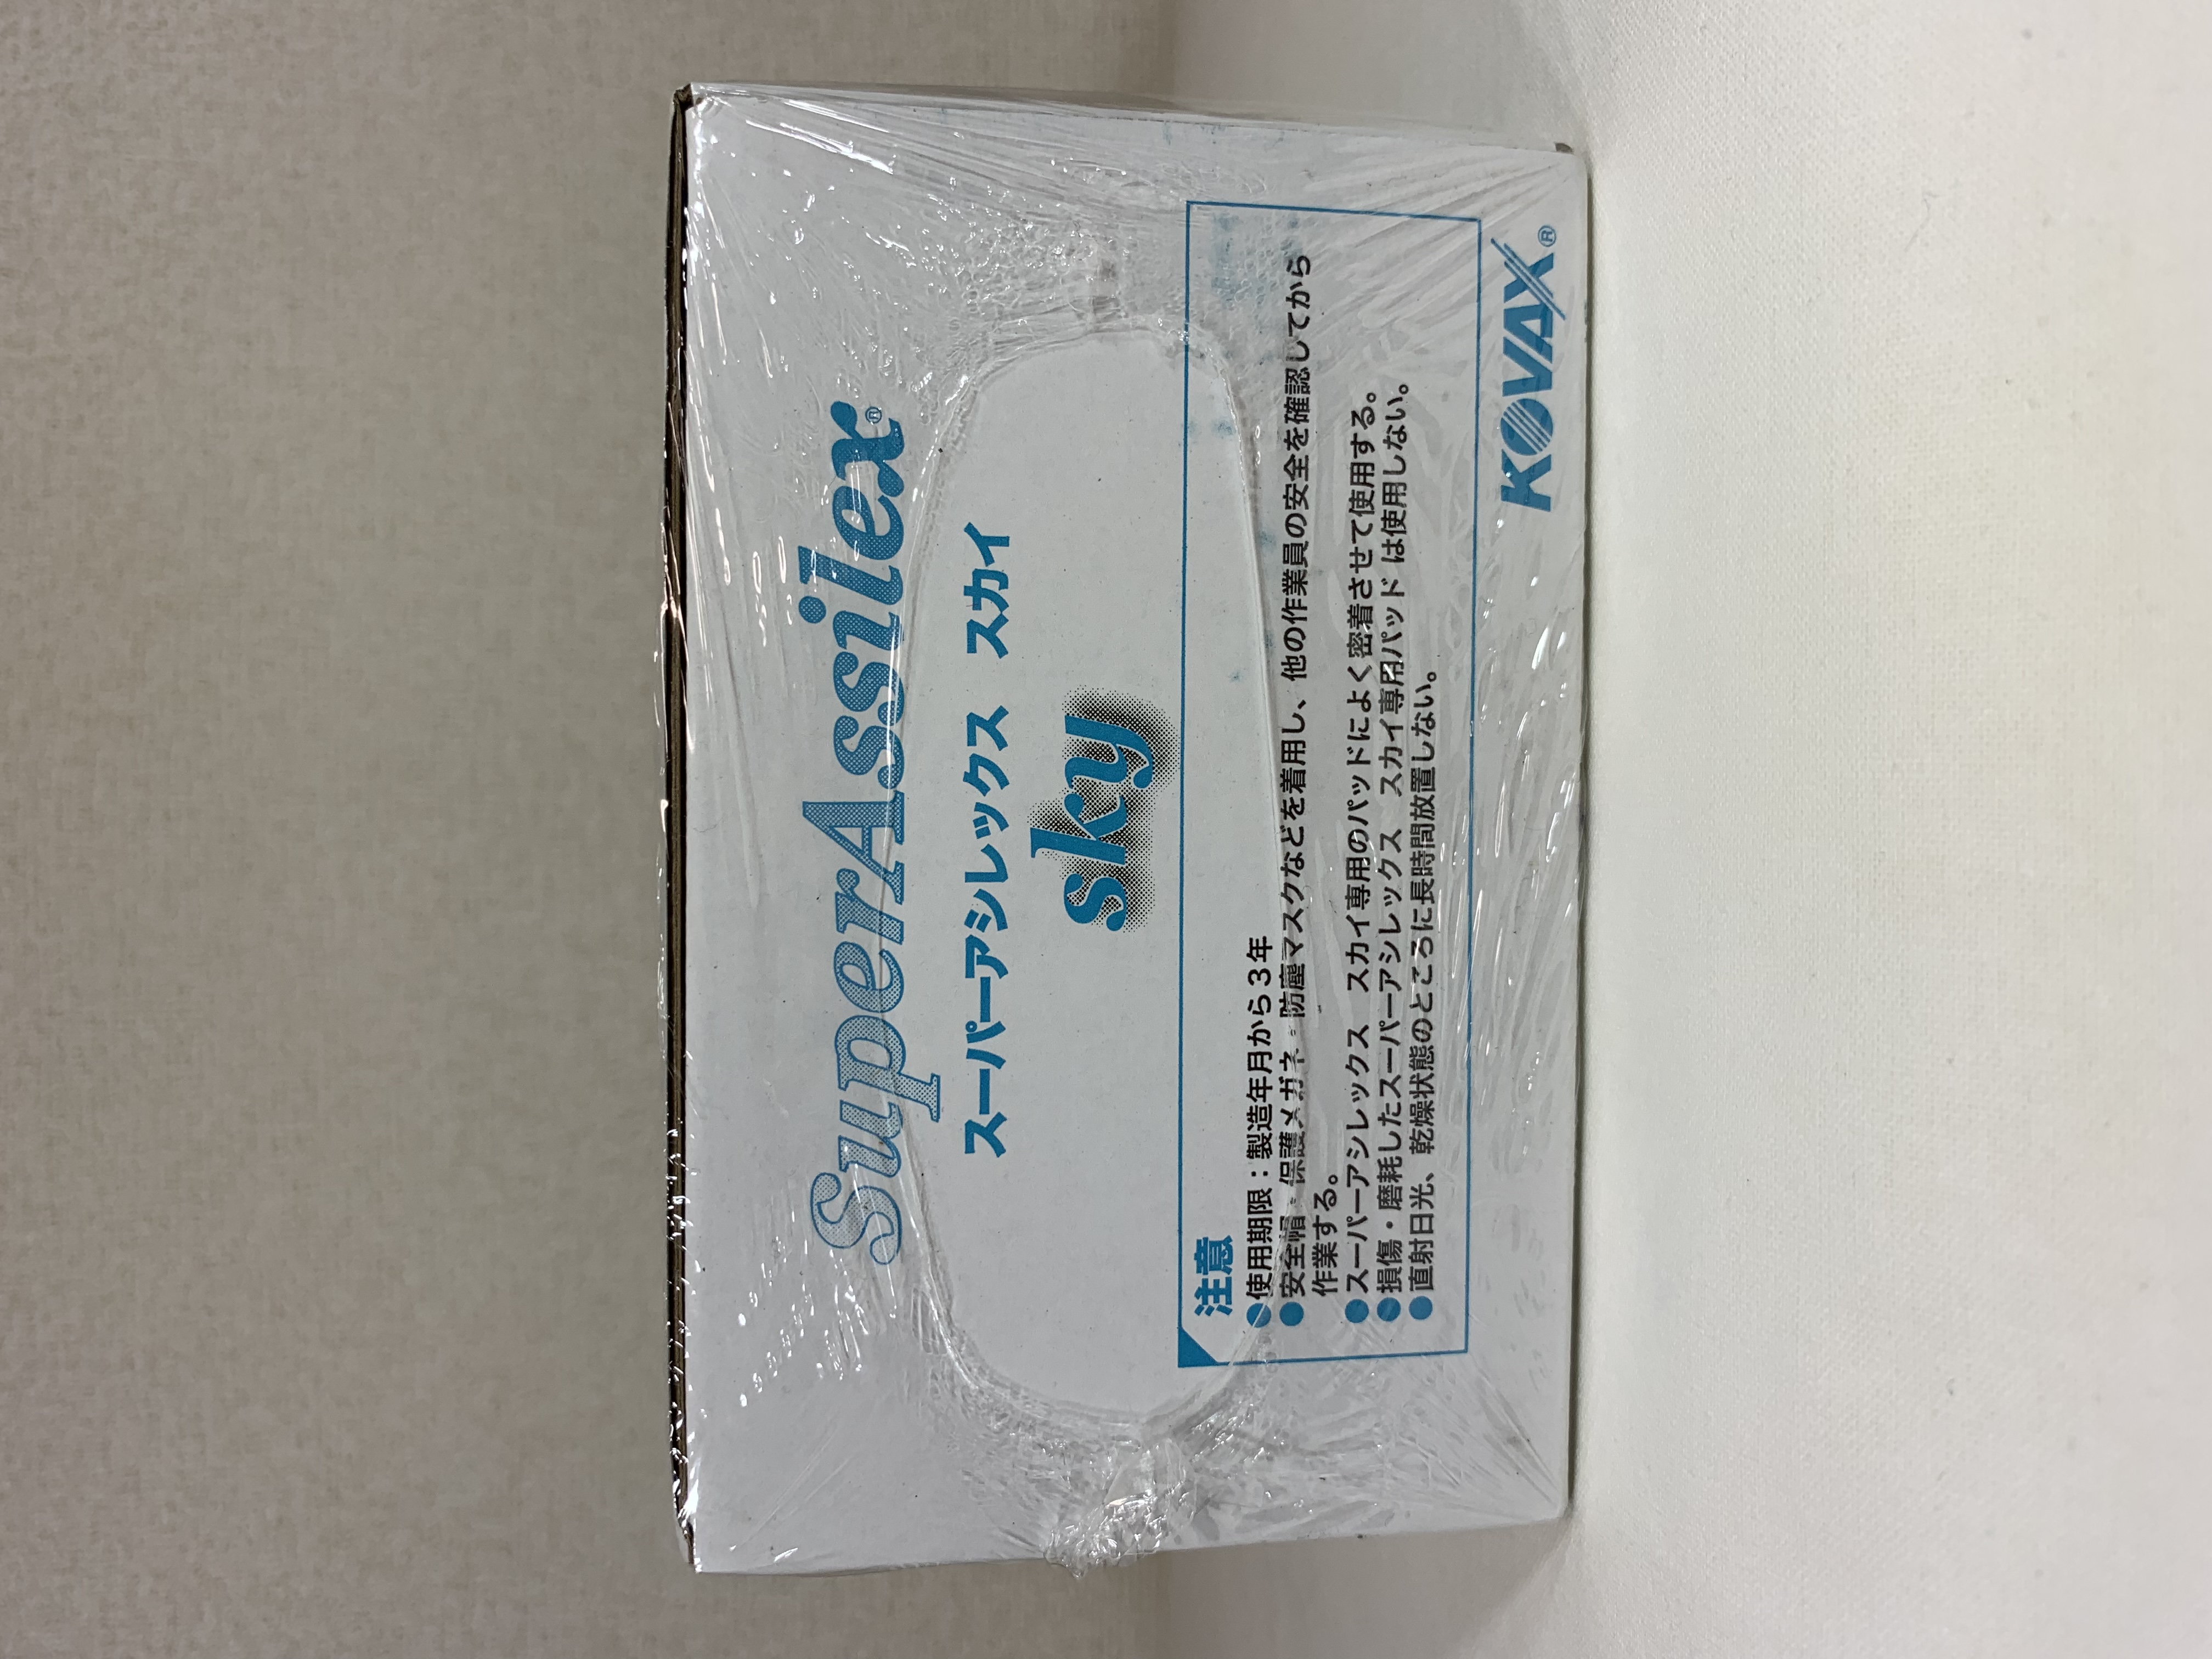 SuperAssilex®
スーパーアシレックス スカイ
sky
注意
●使用期限：製造年月から３年
●安全帽・保護メガネ・防塵マスクなどを着用し、他の作業員の安全を確認してから
作業する。
●スーパーアシレックス スカイ専用のパッドによく密着させて使用する。
●損傷・磨耗したスーパーアシレックス スカイ専用パッドは使用しない。
●直射日光、乾燥状態のところに長時間放置しない。
KOVAX®